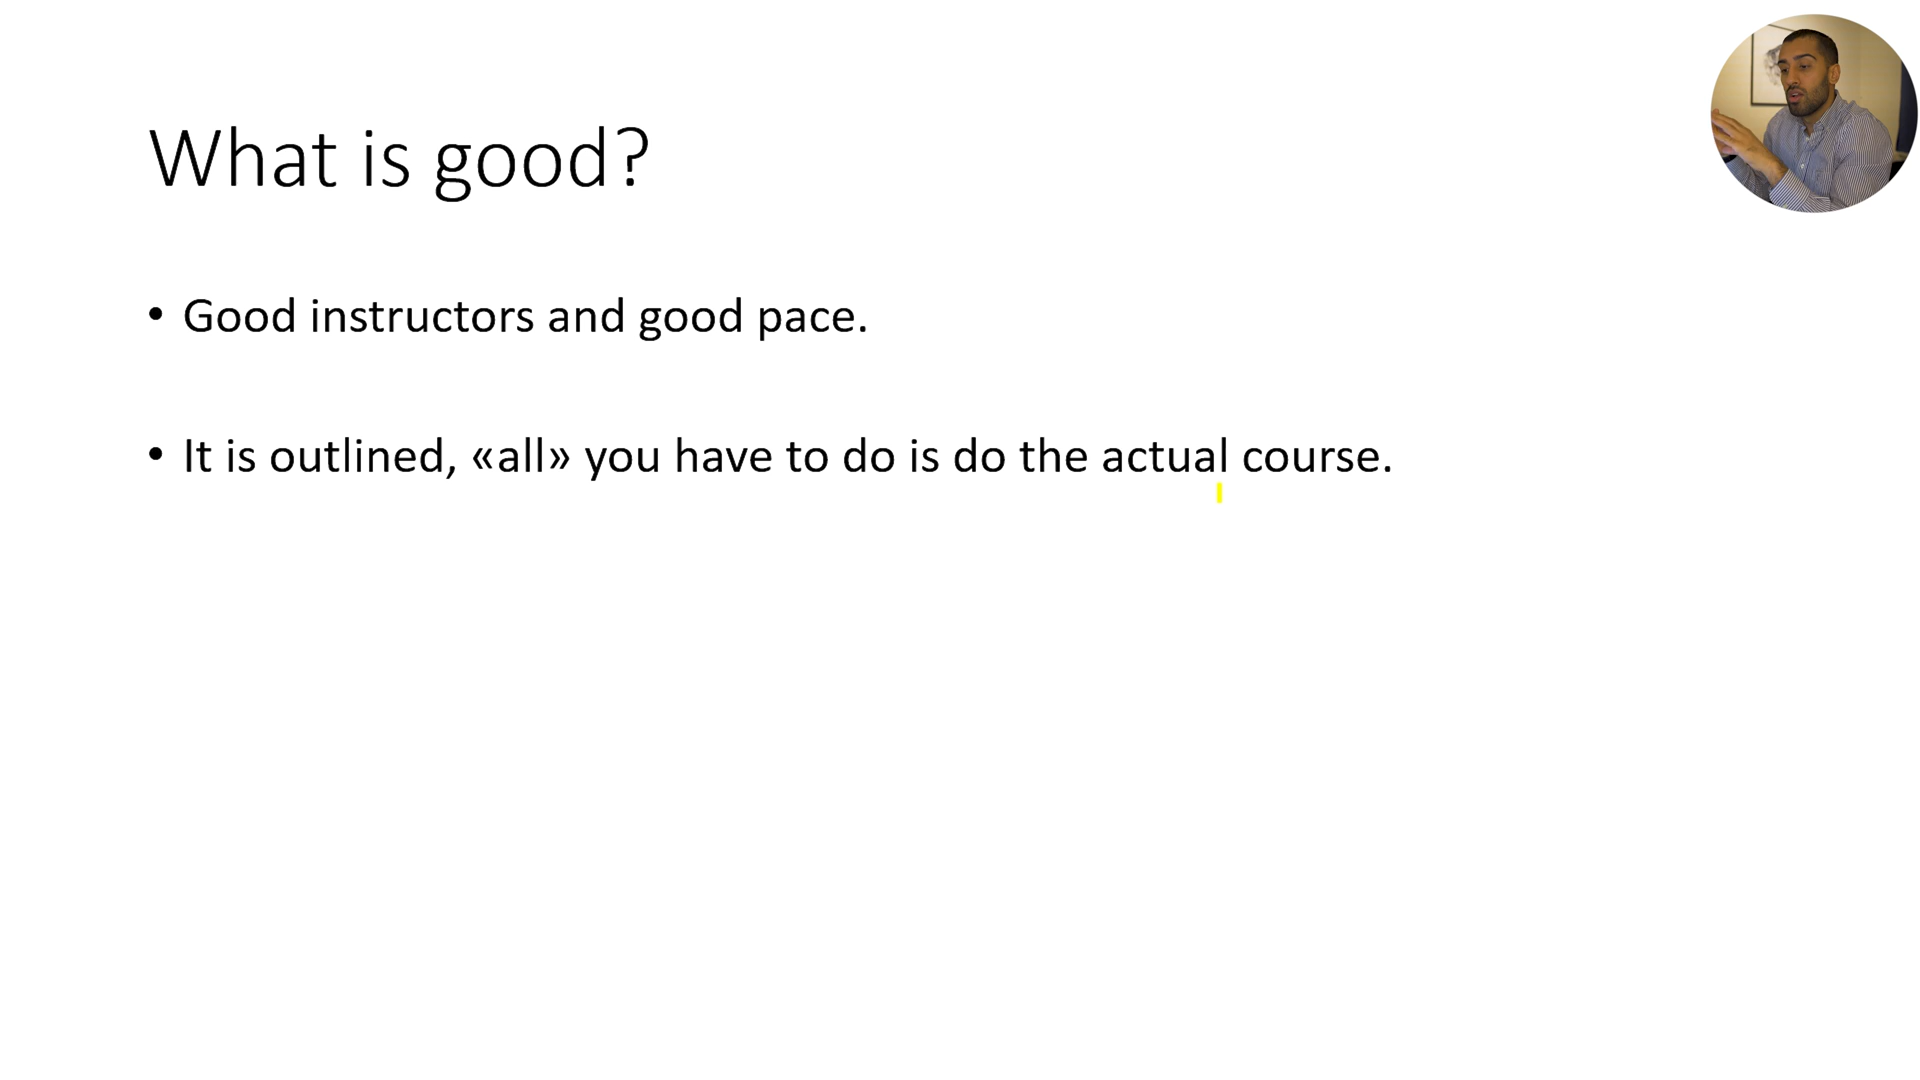 What is good?
• Good instructors and good pace.
• It is outlined, «all» you have to do is do the actual course.